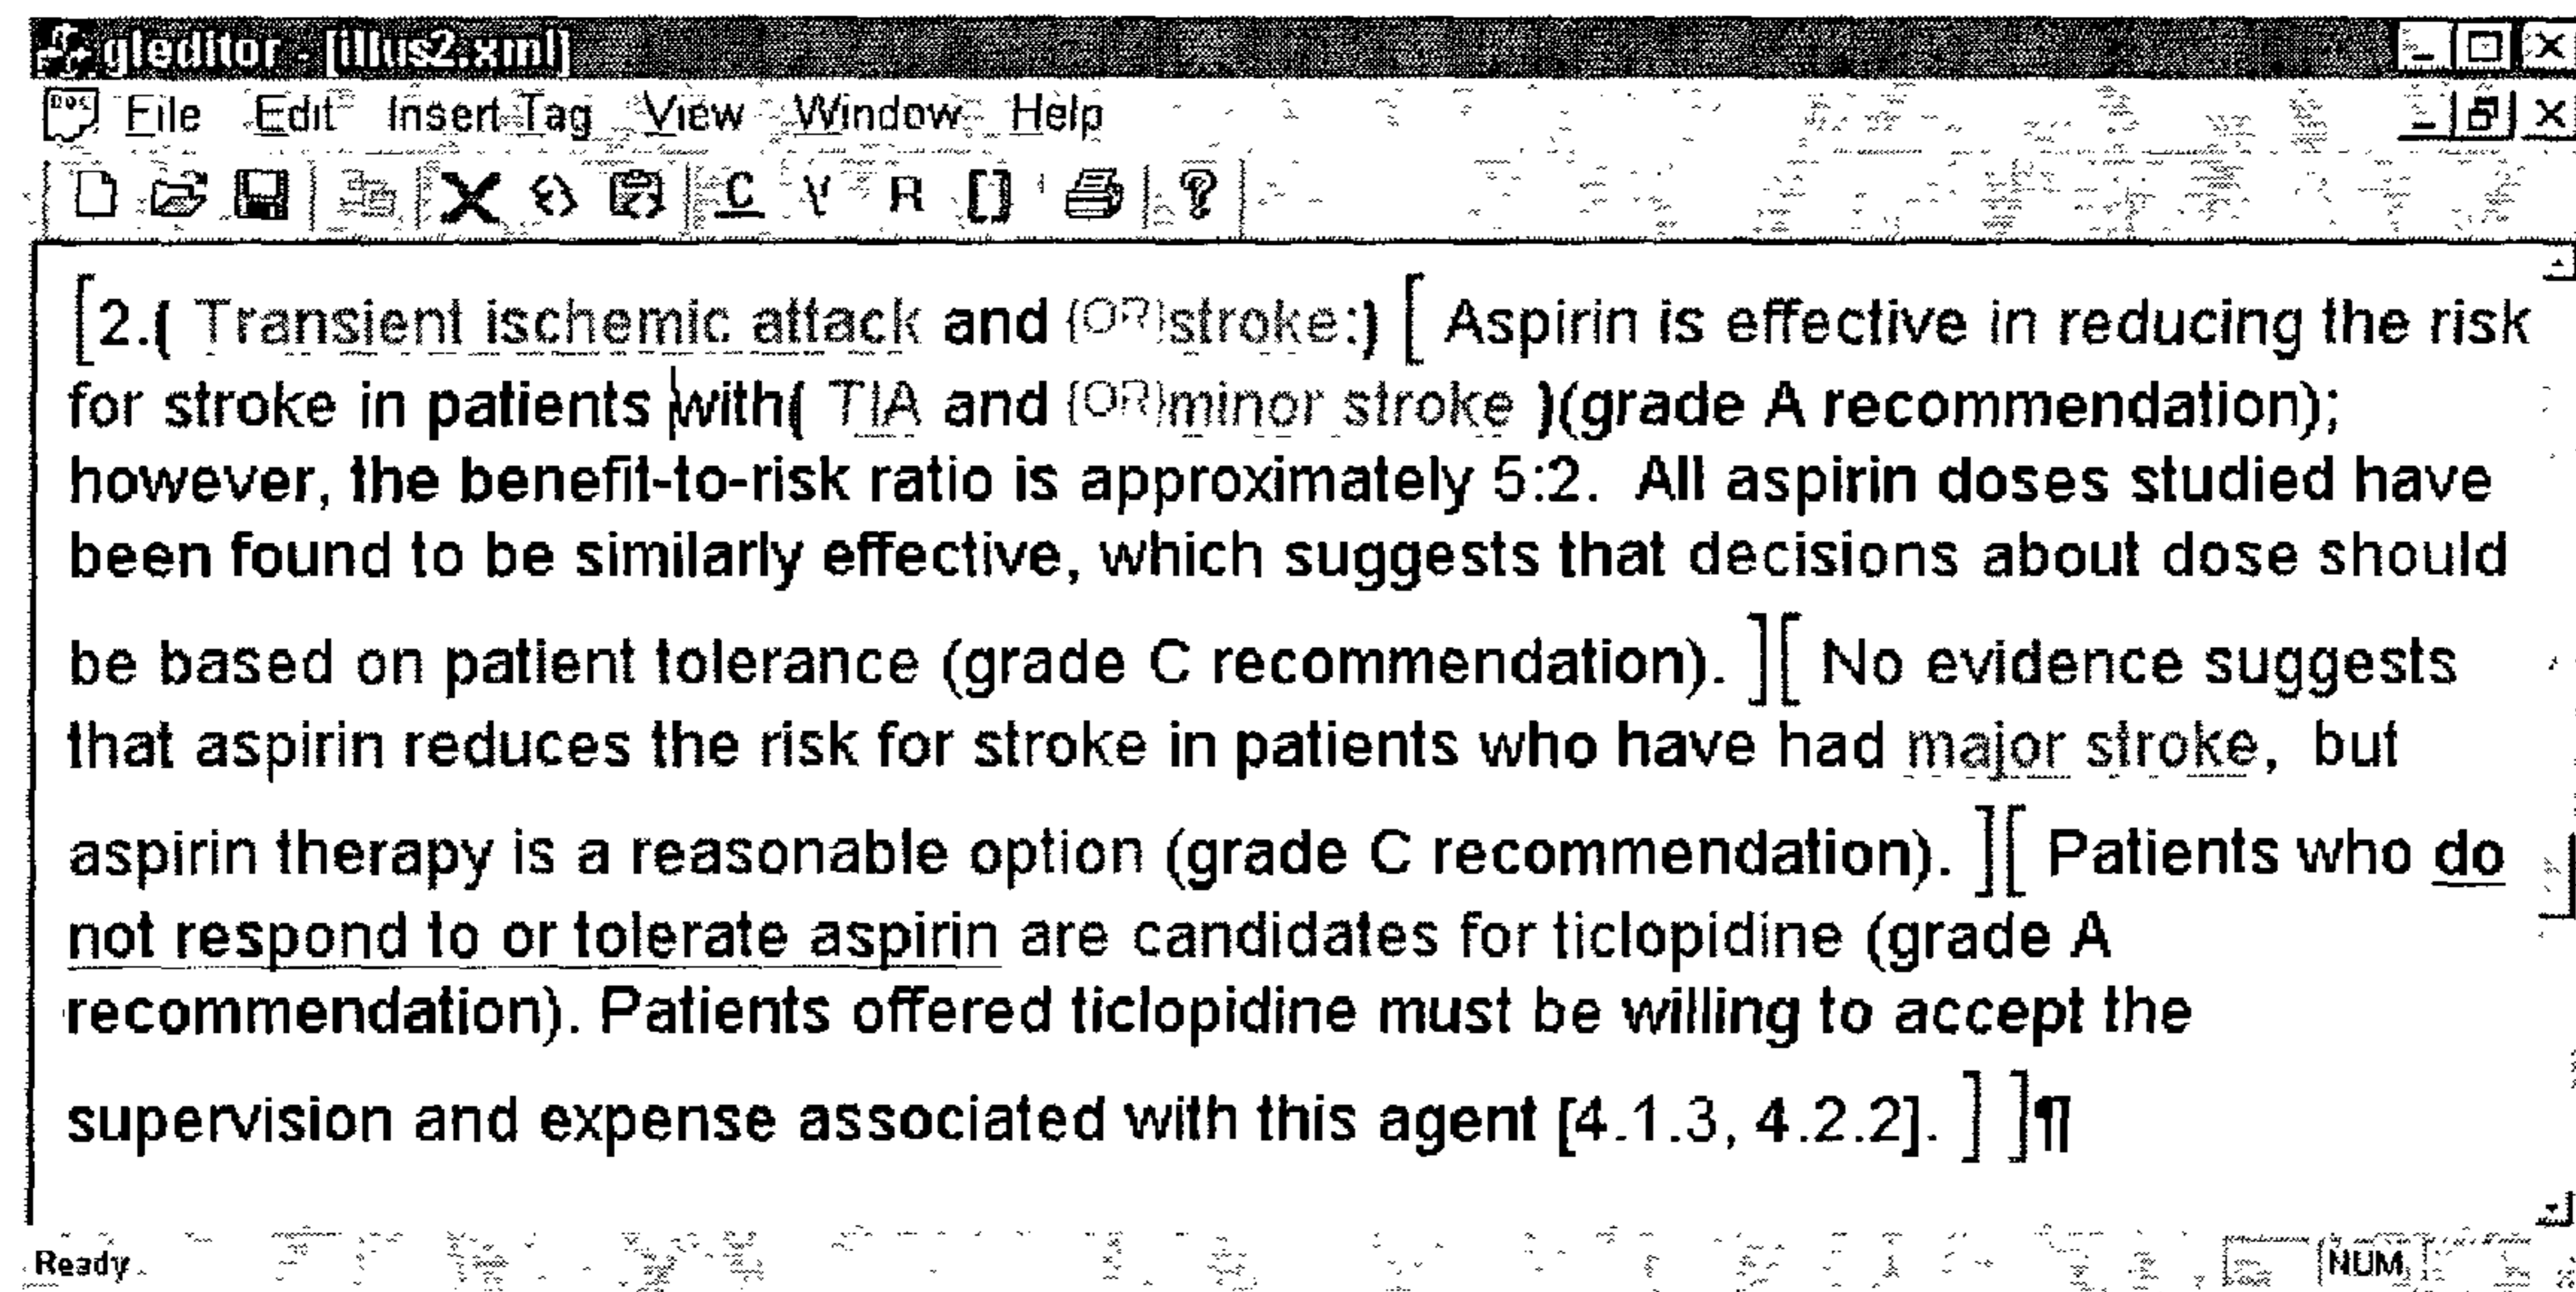 gleditor - [illus2.xml]
File Edit Insert Tag View Window Help
C V R []
[2.( Transient ischemic attack and {OR}stroke:) [ Aspirin is effective in reducing the risk
for stroke in patients with( TIA and {OR}minor stroke )(grade A recommendation);
however, the benefit-to-risk ratio is approximately 5:2. All aspirin doses studied have
been found to be similarly effective, which suggests that decisions about dose should
be based on patient tolerance (grade C recommendation). ][ No evidence suggests
that aspirin reduces the risk for stroke in patients who have had major stroke, but
aspirin therapy is a reasonable option (grade C recommendation). ][ Patients who do
not respond to or tolerate aspirin are candidates for ticlopidine (grade A
recommendation). Patients offered ticlopidine must be willing to accept the
supervision and expense associated with this agent [4.1.3, 4.2.2]. ] ]¶
Ready NUM